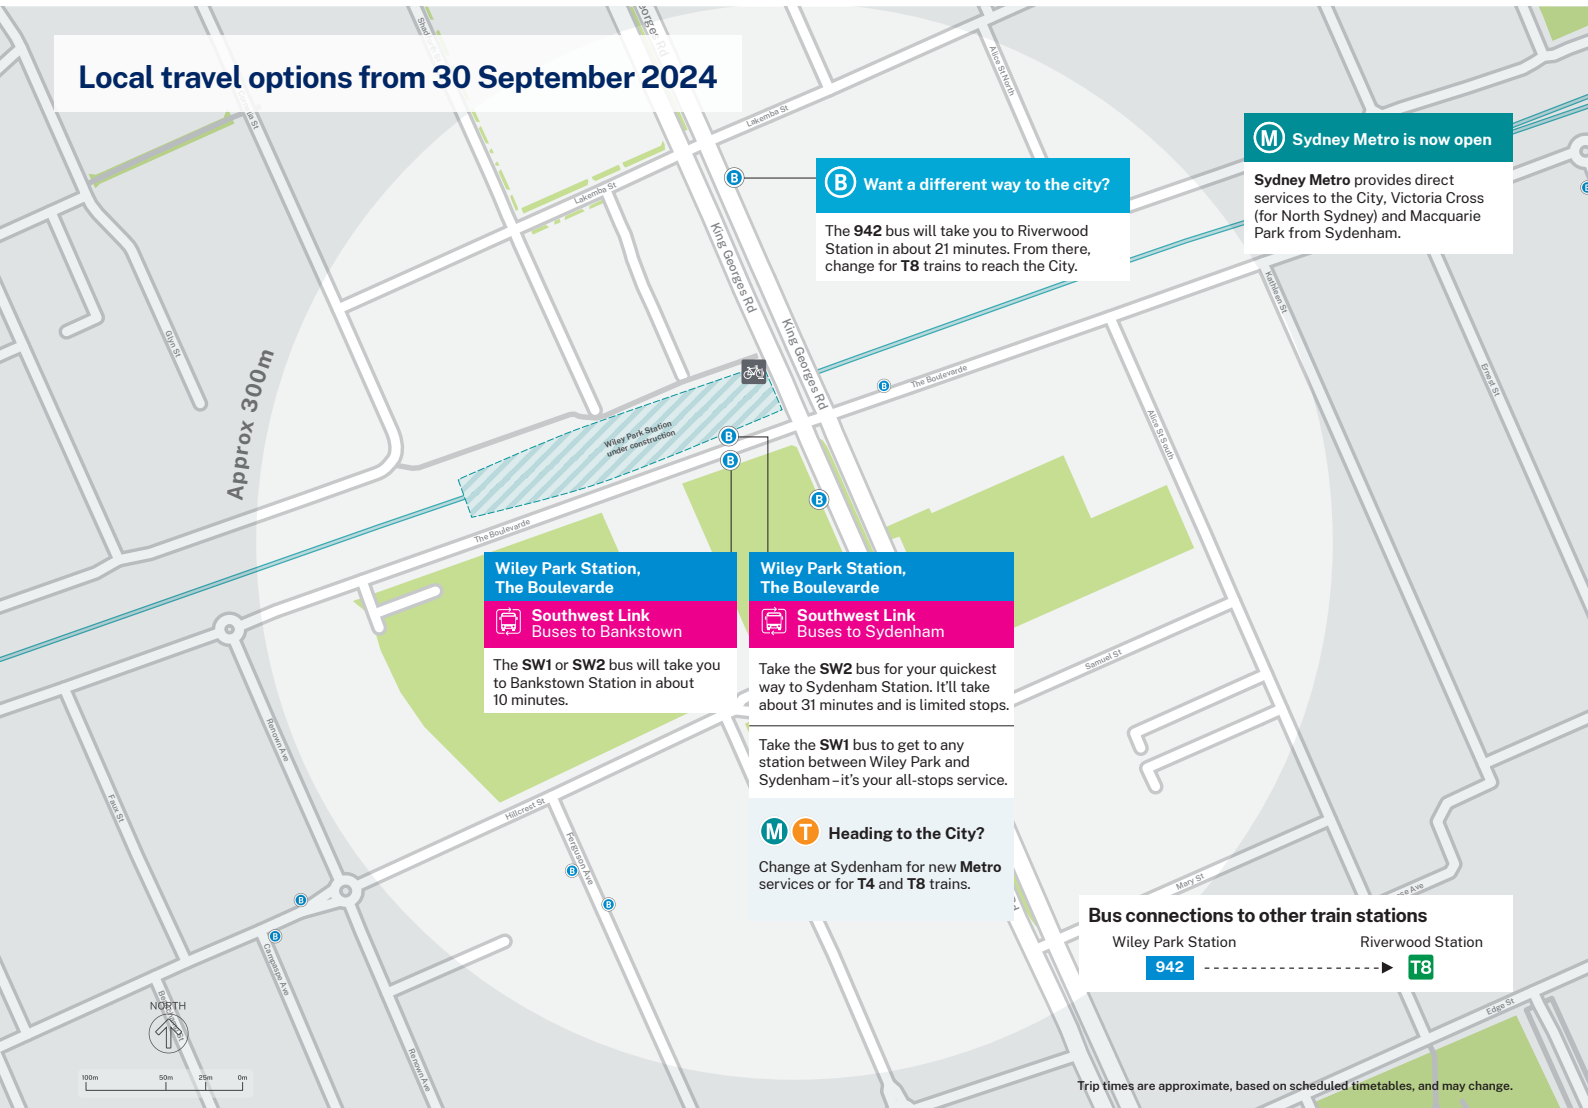 Local travel options from 30 September 2024
Lakemba St
Alice St North
M Sydney Metro is now open
Sydney Metro provides direct
services to the City, Victoria Cross
(for North Sydney) and Macquarie
Park from Sydenham.
B
B Want a different way to the city?
The 942 bus will take you to Riverwood
Station in about 21 minutes. From there,
change for T8 trains to reach the City.
B
Lakemba St
King Georges Rd
Kathleen St
Glyn St
King Georges Rd
Approx 300m
The Boulevarde
B
Ernest St
Wiley Park Station
under construction
B
B
Alice St South
B
The Boulevarde
Wiley Park Station,
The Boulevarde
Southwest Link
Buses to Bankstown
The SW1 or SW2 bus will take you
to Bankstown Station in about
10 minutes.
Wiley Park Station,
The Boulevarde
Southwest Link
Buses to Sydenham
Take the SW2 bus for your quickest
way to Sydenham Station. It'll take
about 31 minutes and is limited stops.
Take the SW1 bus to get to any
station between Wiley Park and
Sydenham – it's your all-stops service.
M T Heading to the City?
Change at Sydenham for new Metro
services or for T4 and T8 trains.
Samuel St
Renown Ave
Faux St
Hillcrest St
Ferguson Ave
B
B
B
B
Campaspe Ave
Mary St
Bus connections to other train stations
Wiley Park Station
Riverwood Station
942
T8
Edge St
NORTH
Renown Ave
100m 50m 25m 0m
Trip times are approximate, based on scheduled timetables, and may change.